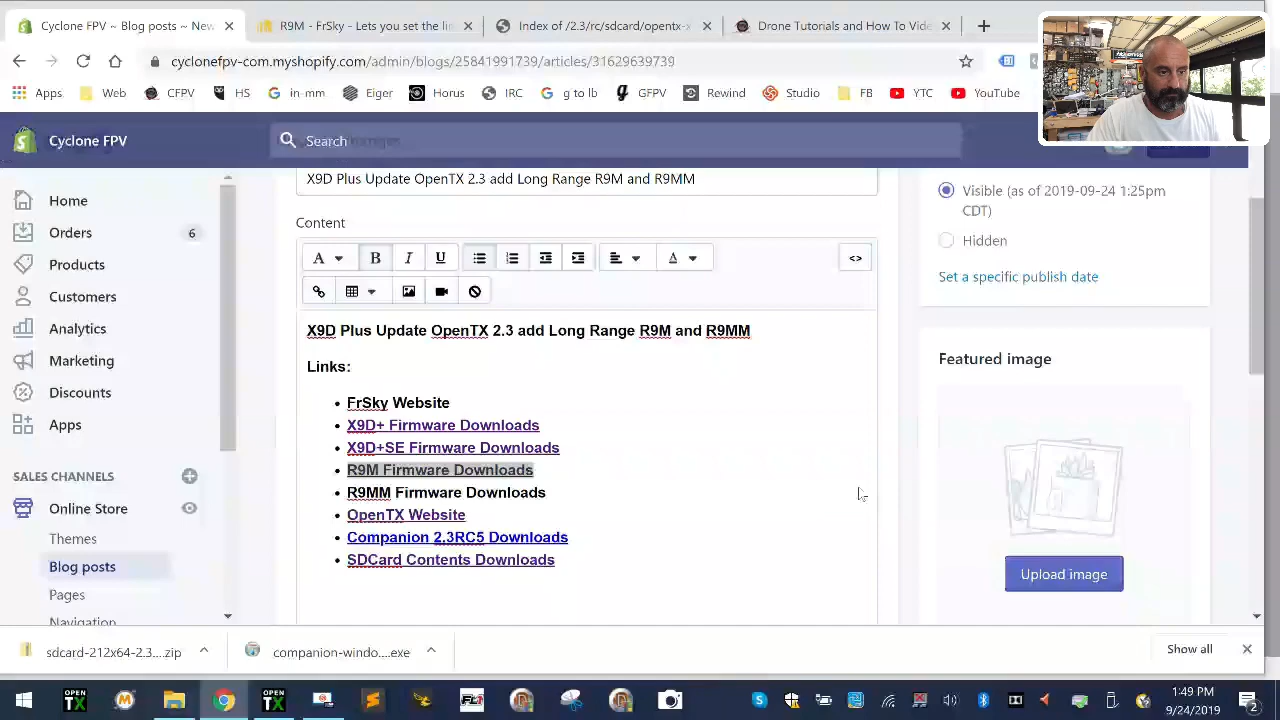 Cyclone FPV ~ Blog posts ~ New
R9M - FrSky - Lets you set the lin
Index of /2.3/rc/sdcard/opentx-x
Drone Tutorials and How To Vide
cyclonefpv-com.myshopify.com/admin/
articles/31629639739
Apps
Web
CFPV
HS
in-mm
Eiger
Horus
IRC
g to lb
GFPV
Rewind
Studio
FB
YTC
YouTube
Cyclone FPV
Search
X9D Plus Update OpenTX 2.3 add Long Range R9M and R9MM
Visible (as of 2019-09-24 1:25pm
CDT)
Home
Orders 6
Content
Products
Hidden
Customers
Set a specific publish date
Analytics
X9D Plus Update OpenTX 2.3 add Long Range R9M and R9MM
Marketing
Links:
Featured image
Discounts
FrSky Website
Apps
X9D+ Firmware Downloads
X9D+SE Firmware Downloads
SALES CHANNELS
R9M Firmware Downloads
R9MM Firmware Downloads
Online Store
OpenTX Website
Themes
Companion 2.3RC5 Downloads
Blog posts
SDCard Contents Downloads
Upload image
Pages
Navigation
sdcard-212x64-2.3....zip
companion-windo....exe
Show all
OPEN TX
OPEN TX
1:49 PM
9/24/2019
2